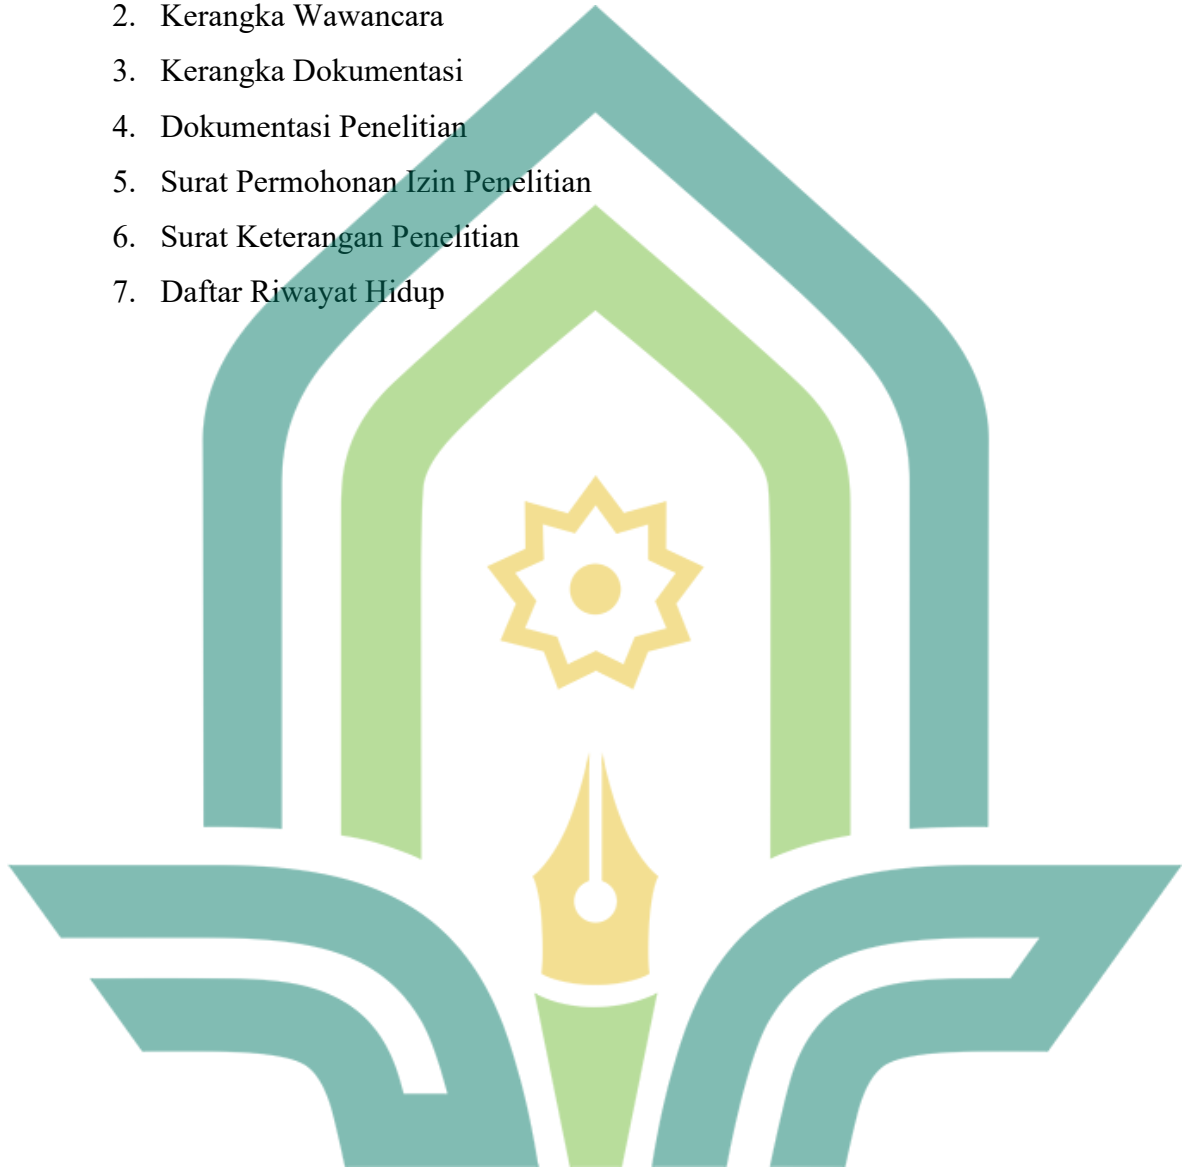 2. Kerangka Wawancara
3. Kerangka Dokumentasi
4. Dokumentasi Penelitian
5. Surat Permohonan Izin Penelitian
6. Surat Keterangan Penelitian
7. Daftar Riwayat Hidup